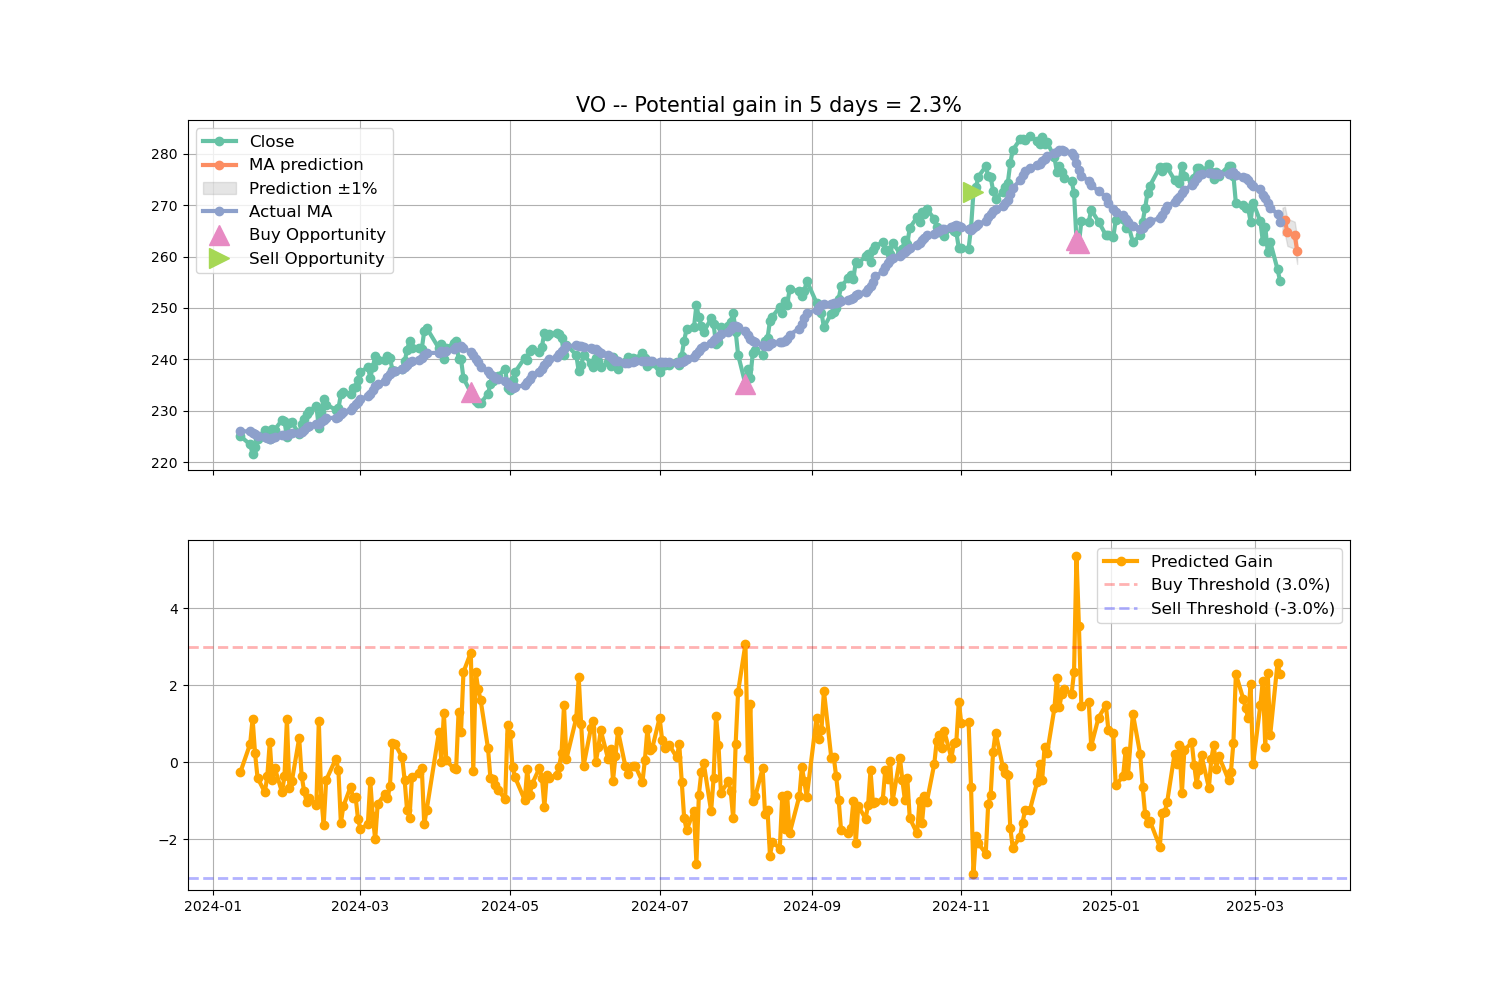 VO -- Potential gain in 5 days = 2.3%
Close
MA prediction
Prediction ±1%
Actual MA
Buy Opportunity
Sell Opportunity
280
270
260
250
240
230
220
Predicted Gain
Buy Threshold (3.0%)
Sell Threshold (-3.0%)
4
2
0
−2
2024-01 2024-03 2024-05 2024-07 2024-09 2024-11 2025-01 2025-03